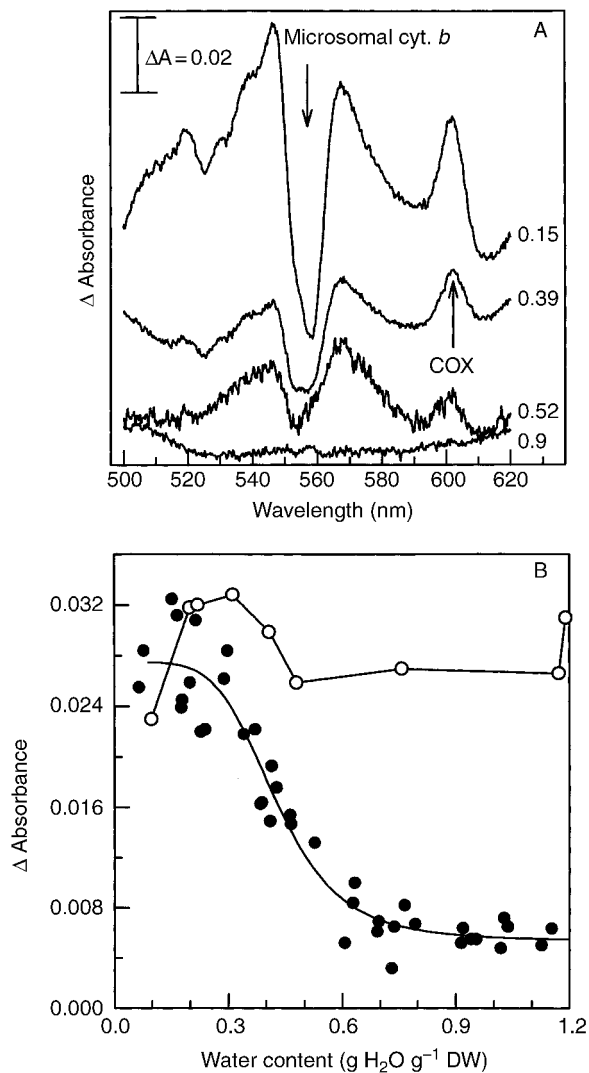 A
ΔA = 0.02
Microsomal cyt. b
0.15
0.39
COX
0.52
0.9
Δ Absorbance
500 520 540 560 580 600 620
Wavelength (nm)
B
0.032
0.024
0.016
0.008
0.000
Δ Absorbance
0.0 0.3 0.6 0.9 1.2
Water content (g H₂O g⁻¹ DW)